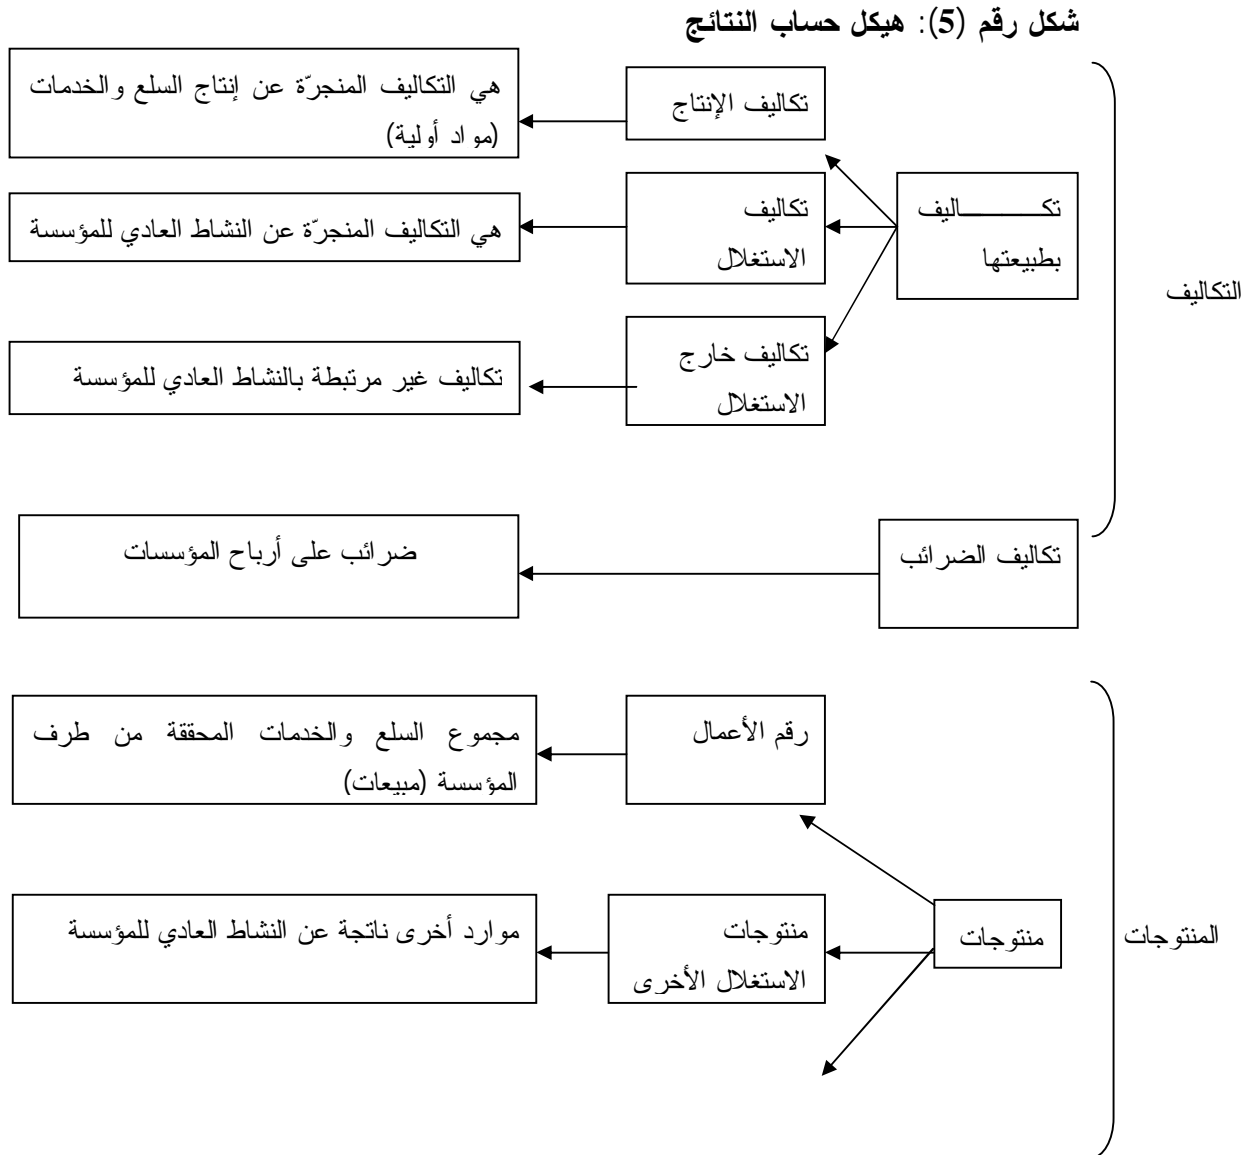 شكل رقم (5): هيكل حساب النتائج
التكاليف
تكـــــــاليف
بطبيعتها
تكاليف الإنتاج
هي التكاليف المنجرّة عن إنتاج السلع والخدمات
(مواد أولية)
تكاليف
الاستغلال
هي التكاليف المنجرّة عن النشاط العادي للمؤسسة
تكاليف خارج
الاستغلال
تكاليف غير مرتبطة بالنشاط العادي للمؤسسة
تكاليف الضرائب
ضرائب على أرباح المؤسسات
المنتوجات
منتوجات
رقم الأعمال
مجموع السلع والخدمات المحققة من طرف
المؤسسة (مبيعات)
منتوجات
الاستغلال الأخرى
موارد أخرى ناتجة عن النشاط العادي للمؤسسة